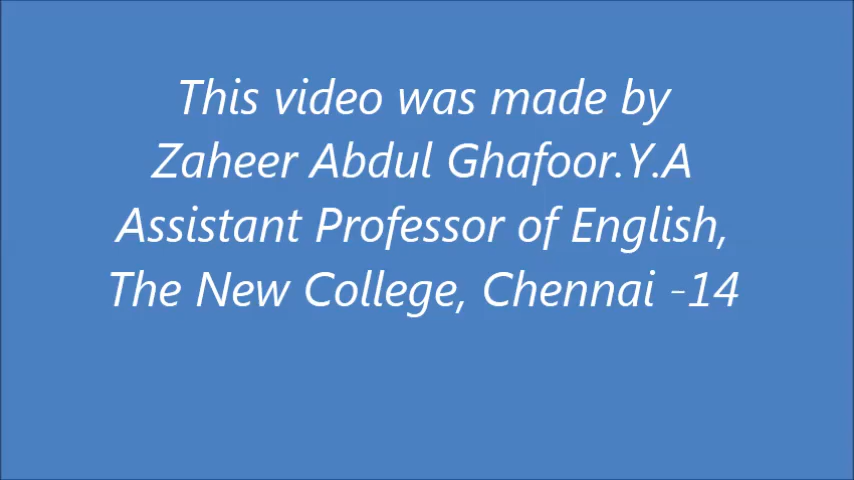 This video was made by
Zaheer Abdul Ghafoor.Y.A
Assistant Professor of English,
The New College, Chennai -14